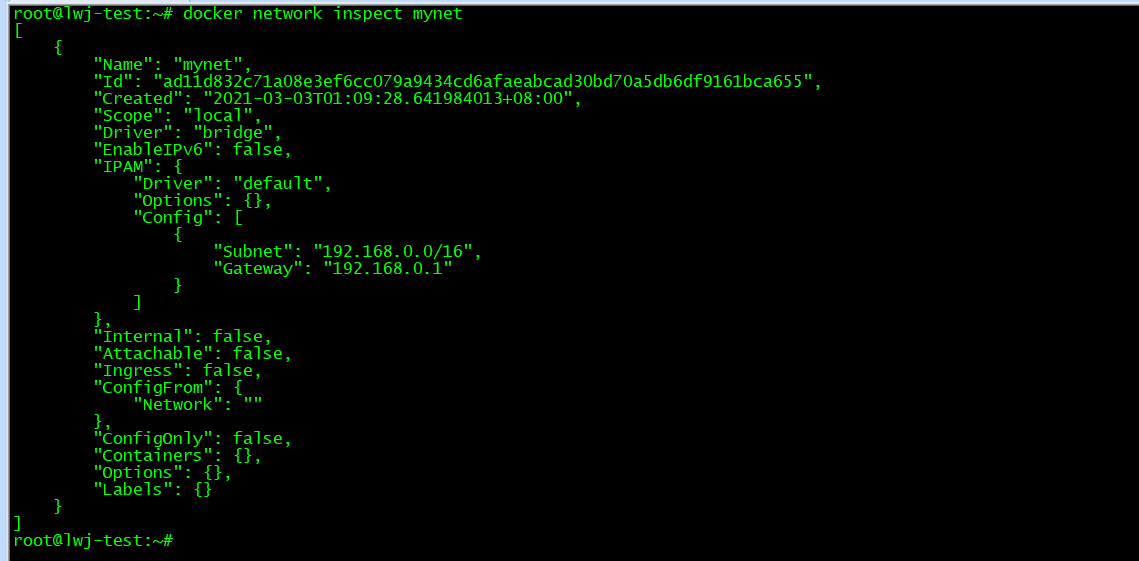 root@lwj-test:~# docker network inspect mynet
[
    {
        "Name": "mynet",
        "Id": "ad11d832c71a08e3ef6cc079a9434cd6afaeabcad30bd70a5db6df9161bca655",
        "Created": "2021-03-03T01:09:28.641984013+08:00",
        "Scope": "local",
        "Driver": "bridge",
        "EnableIPv6": false,
        "IPAM": {
            "Driver": "default",
            "Options": {},
            "Config": [
                {
                    "Subnet": "192.168.0.0/16",
                    "Gateway": "192.168.0.1"
                }
            ]
        },
        "Internal": false,
        "Attachable": false,
        "Ingress": false,
        "ConfigFrom": {
            "Network": ""
        },
        "ConfigOnly": false,
        "Containers": {},
        "Options": {},
        "Labels": {}
    }
]
root@lwj-test:~#